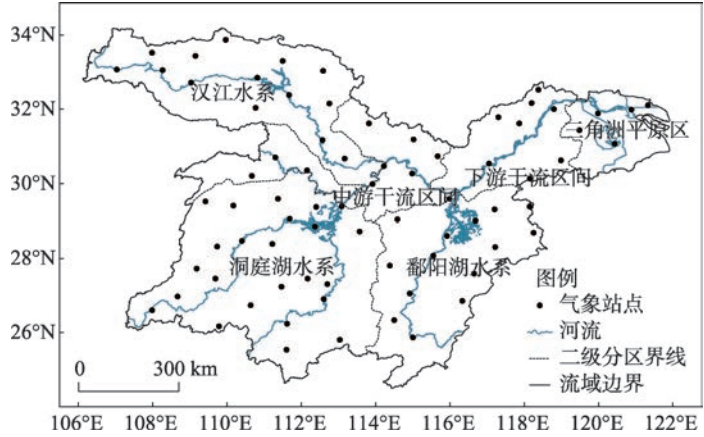 34°N
32°N
30°N
28°N
26°N
汉江水系
三角洲平原区
下游干流区间
中游干流区间
洞庭湖水系
鄱阳湖水系
图例
气象站点
河流
二级分区界线
流域边界
0 300 km
106°E 108°E 110°E 112°E 114°E 116°E 118°E 120°E 122°E